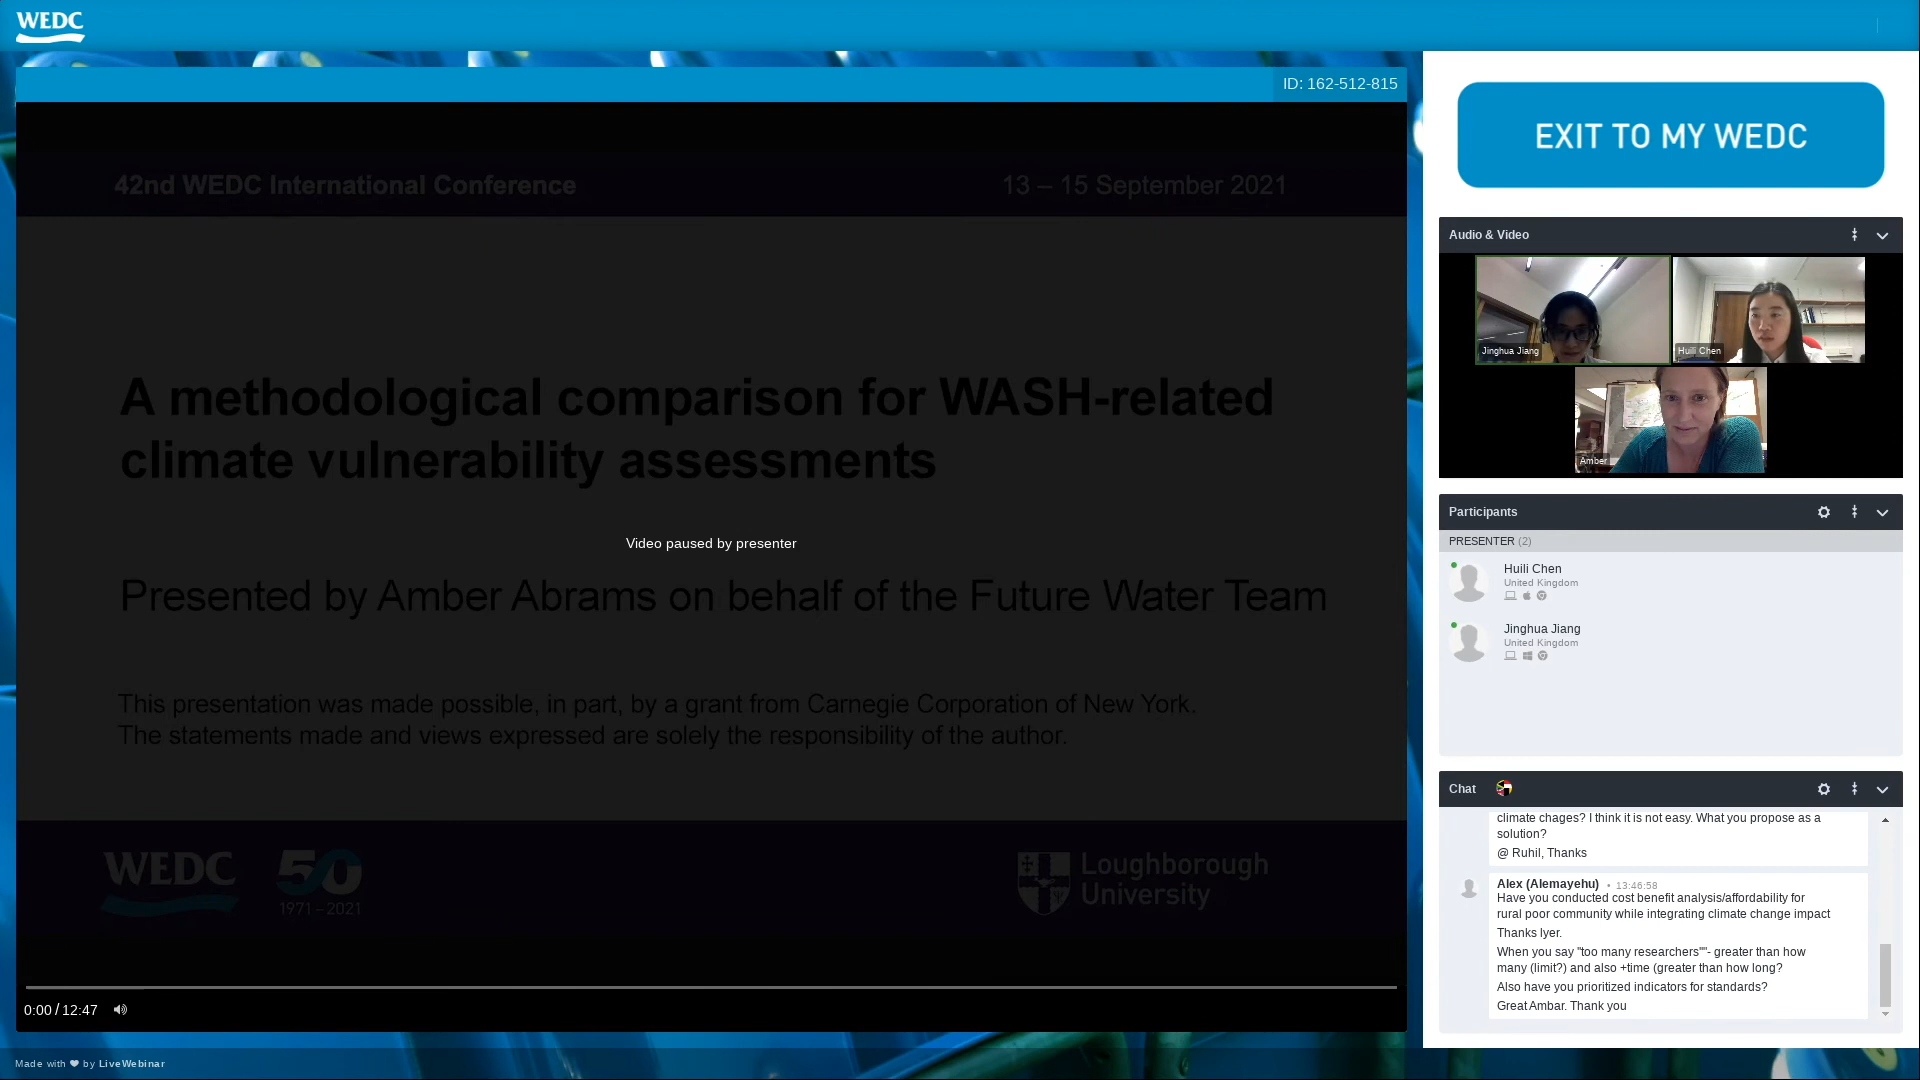 WEDC
ID: 162-512-815
42nd WEDC International Conference
13 – 15 September 2021
A methodological comparison for WASH-related
climate vulnerability assessments
Video paused by presenter
Presented by Amber Abrams on behalf of the Future Water Team
This presentation was made possible, in part, by a grant from Carnegie Corporation of New York.
The statements made and views expressed are solely the responsibility of the author.
WEDC
50
1971 – 2021
Loughborough
University
0:00 / 12:47
Made with by LiveWebinar
EXIT TO MY WEDC
Audio & Video
Jinghua Jiang
Huili Chen
Amber
Participants
PRESENTER (2)
Huili Chen
United Kingdom
Jinghua Jiang
United Kingdom
Chat
climate chages? I think it is not easy. What you propose as a
solution?
@ Ruhil, Thanks
Alex (Alemayehu) • 13:46:58
Have you conducted cost benefit analysis/affordability for
rural poor community while integrating climate change impact
Thanks Iyer.
When you say "too many researchers""- greater than how
many (limit?) and also +time (greater than how long?
Also have you prioritized indicators for standards?
Great Ambar. Thank you